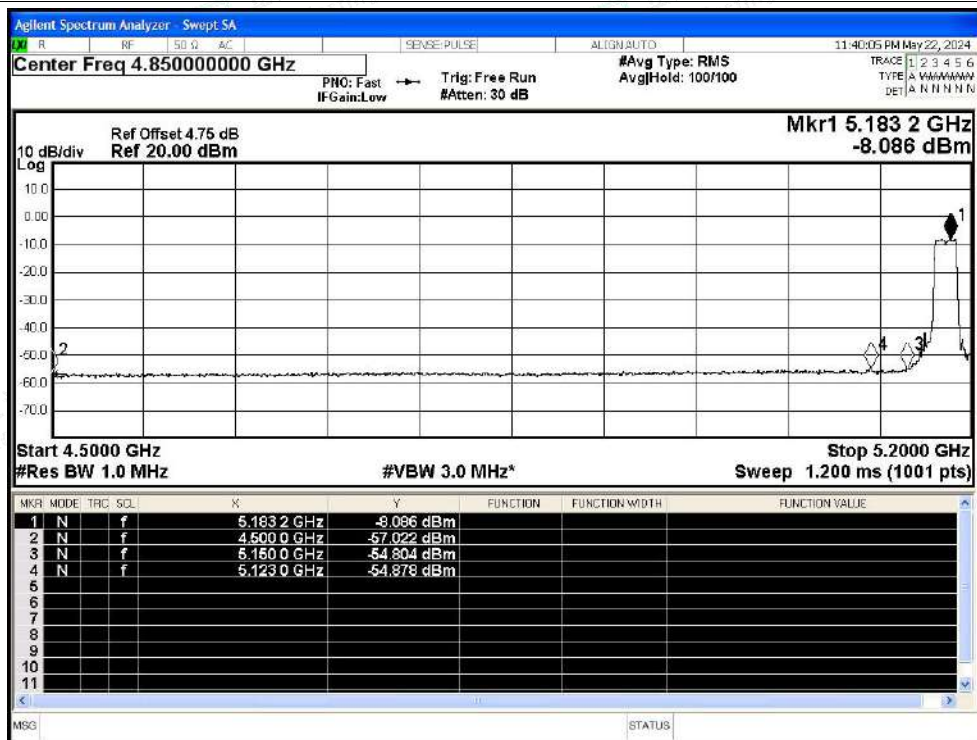 Agilent Spectrum Analyzer - Swept SA
LXI R RF 50 Ω AC SENSE:PULSE ALIGNAUTO 11:40:05 PM May 22, 2024
Center Freq 4.850000000 GHz
PNO: Fast
IFGain:Low
Trig: Free Run
#Atten: 30 dB
#Avg Type: RMS
Avg|Hold: 100/100
TRACE 1 2 3 4 5 6
TYPE A WWWWW
DET A N N N N N
Mkr1 5.183 2 GHz
-8.086 dBm
Ref Offset 4.75 dB
10 dB/div Ref 20.00 dBm
Log
10.0
0.00
-10.0
-20.0
-30.0
-40.0
-50.0
-60.0
-70.0
1
2
4
3
Start 4.5000 GHz Stop 5.2000 GHz
#Res BW 1.0 MHz #VBW 3.0 MHz* Sweep 1.200 ms (1001 pts)
MKR MODE TRC SCL X Y FUNCTION FUNCTION WIDTH FUNCTION VALUE
1 N f 5.183 2 GHz -8.086 dBm
2 N f 4.500 0 GHz -57.022 dBm
3 N f 5.150 0 GHz -54.804 dBm
4 N f 5.123 0 GHz -54.878 dBm
5
6
7
8
9
10
11
MSG STATUS